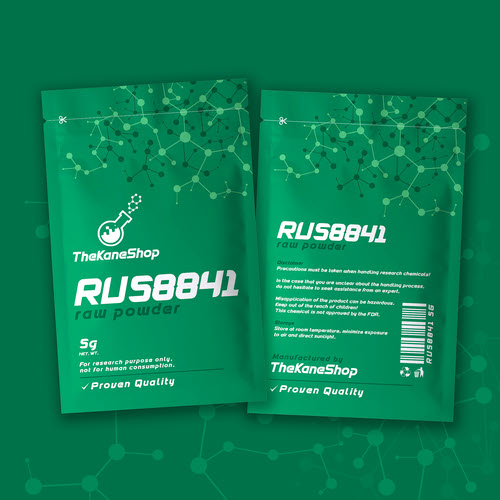 TheKaneShop
RUS8841
raw powder
5g
NET. WT.
For research purpose only,
not for human consumption.
Proven Quality
RUS8841
raw powder
Disclaimer
Precautions must be taken when handling research chemicals!
In the case that you are unclear about the handling process,
do not hesitate to seek assistance from an expert.
Misapplication of the product can be hazardous.
Keep out of the reach of children!
This chemical is not approved by the FDA.
Storage
Store at room temperature, minimize exposure
to air and direct sunlight.
Manufactured by
TheKaneShop
RUS8841 5G